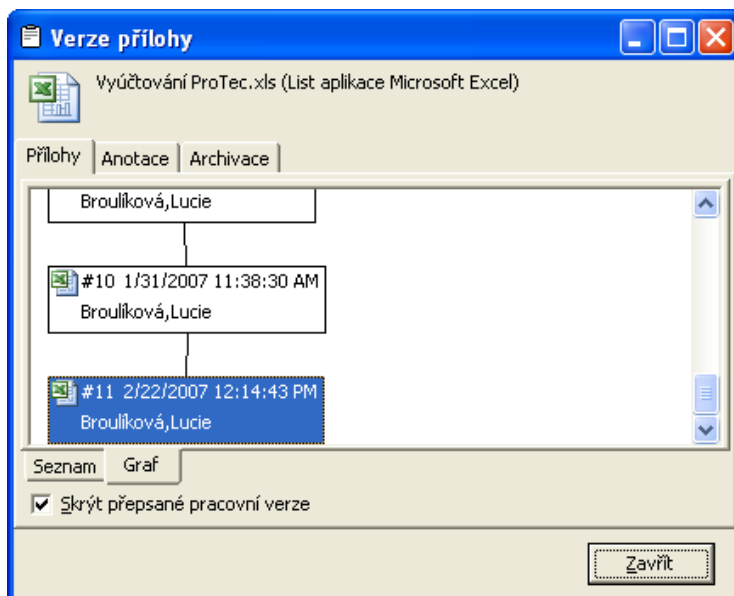 Verze přílohy
Vyúčtování ProTec.xls (List aplikace Microsoft Excel)
Přílohy Anotace Archivace
Broulíková,Lucie
#10 1/31/2007 11:38:30 AM
Broulíková,Lucie
#11 2/22/2007 12:14:43 PM
Broulíková,Lucie
Seznam Graf
Skrýt přepsané pracovní verze
Zavřít